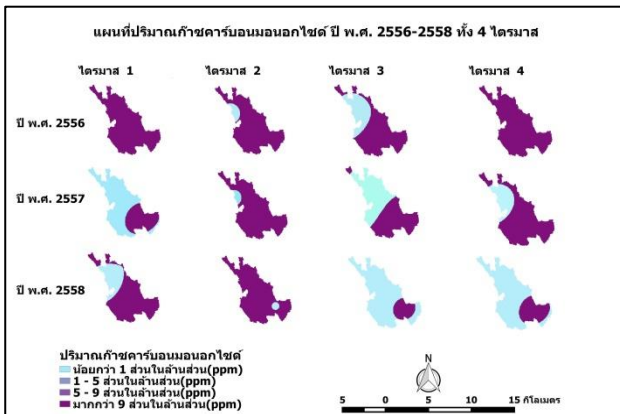 แผนที่ปริมาณก๊าซคาร์บอนมอนอกไซด์ ปี พ.ศ. 2556-2558 ทั้ง 4 ไตรมาส
ไตรมาส 1 ไตรมาส 2 ไตรมาส 3 ไตรมาส 4
ปี พ.ศ. 2556
ปี พ.ศ. 2557
ปี พ.ศ. 2558
ปริมาณก๊าซคาร์บอนมอนอกไซด์
น้อยกว่า 1 ส่วนในล้านส่วน(ppm)
1 - 5 ส่วนในล้านส่วน(ppm)
5 - 9 ส่วนในล้านส่วน(ppm)
มากกว่า 9 ส่วนในล้านส่วน(ppm)
N
5 0 5 10 15 กิโลเมตร